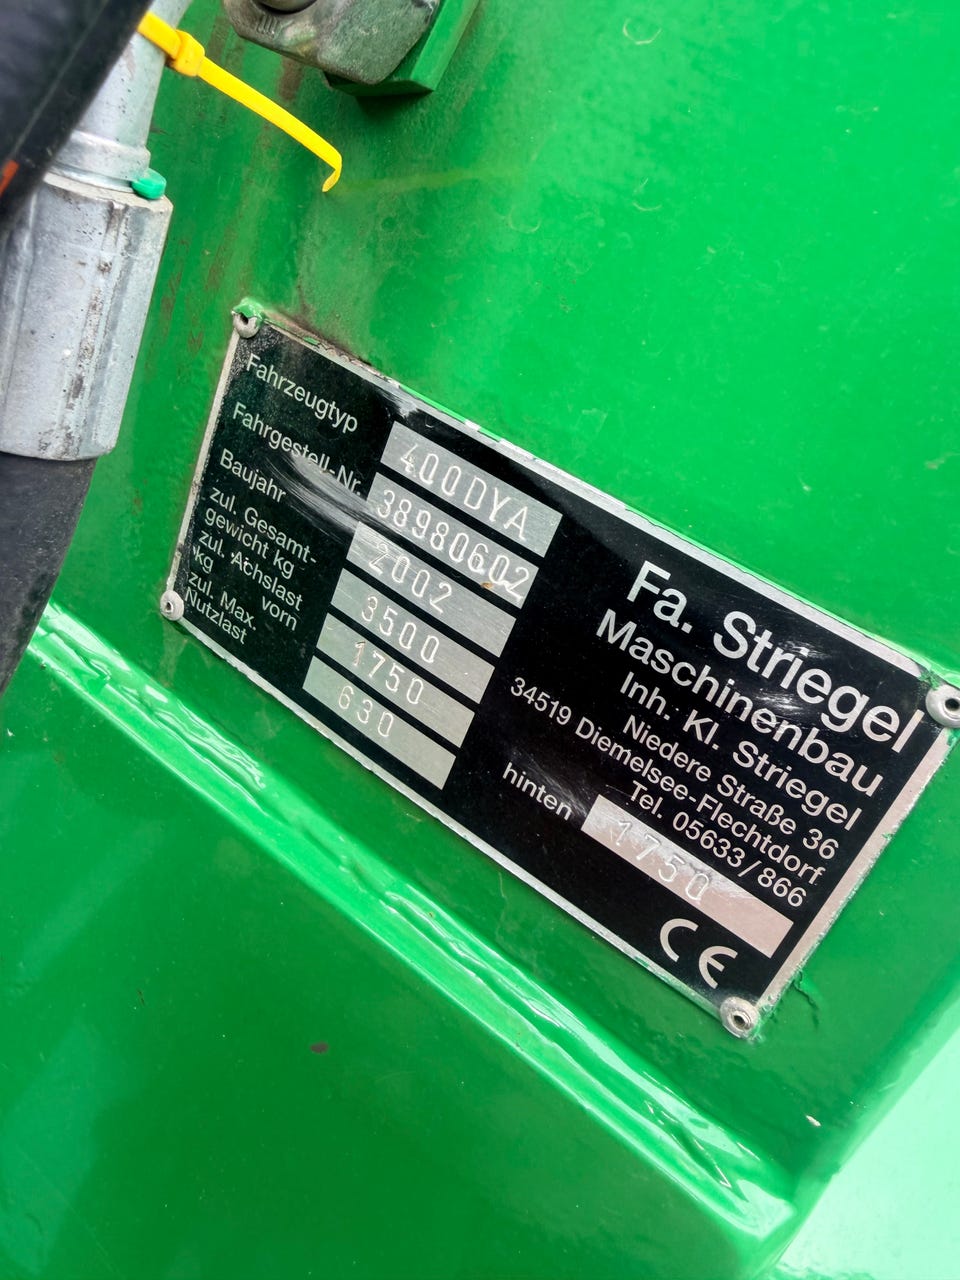 Fahrzeugtyp 400DYA
Fahrgestell-Nr. 38980602
Baujahr 2002
zul. Gesamt-
gewicht kg 3500
zul. Achslast
kg vorn 1750
zul. Max.
Nutzlast 630
Fa. Striegel
Maschinenbau
Inh. Kl. Striegel
Niedere Straße 36
34519 Diemelsee-Flechtdorf
Tel. 05633/866
hinten 1750
CE